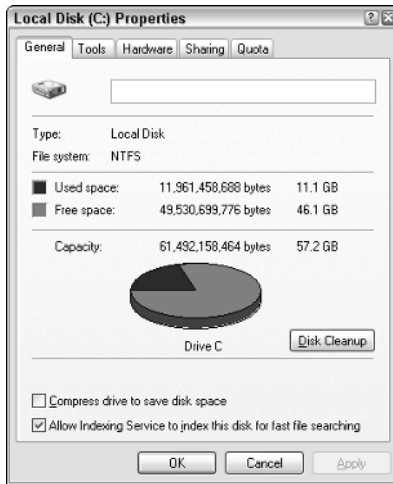 Local Disk (C:) Properties
General Tools Hardware Sharing Quota
Type: Local Disk
File system: NTFS
Used space: 11,961,458,688 bytes 11.1 GB
Free space: 49,530,699,776 bytes 46.1 GB
Capacity: 61,492,158,464 bytes 57.2 GB
Drive C
Disk Cleanup
Compress drive to save disk space
Allow Indexing Service to index this disk for fast file searching
OK Cancel Apply